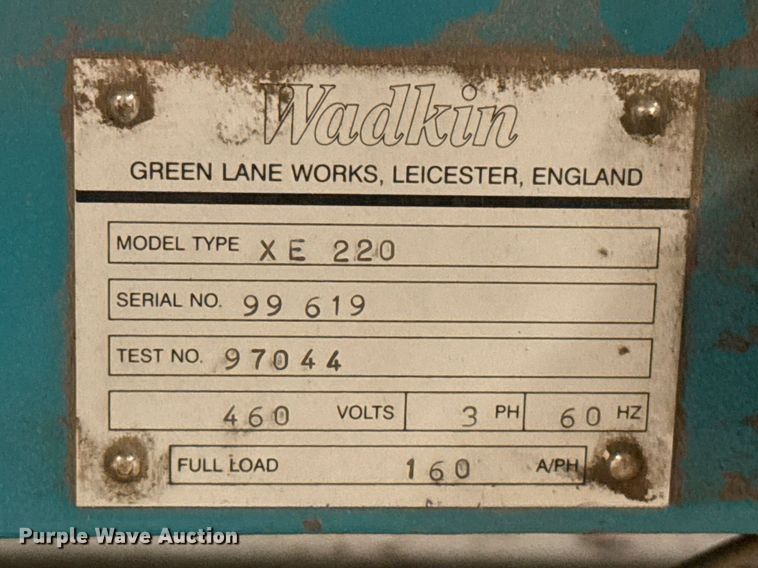 Wadkin
GREEN LANE WORKS, LEICESTER, ENGLAND
MODEL TYPE XE 220
SERIAL NO. 99 619
TEST NO. 97044
460 VOLTS 3 PH 60 HZ
FULL LOAD 160 A/PH
Purple Wave Auction